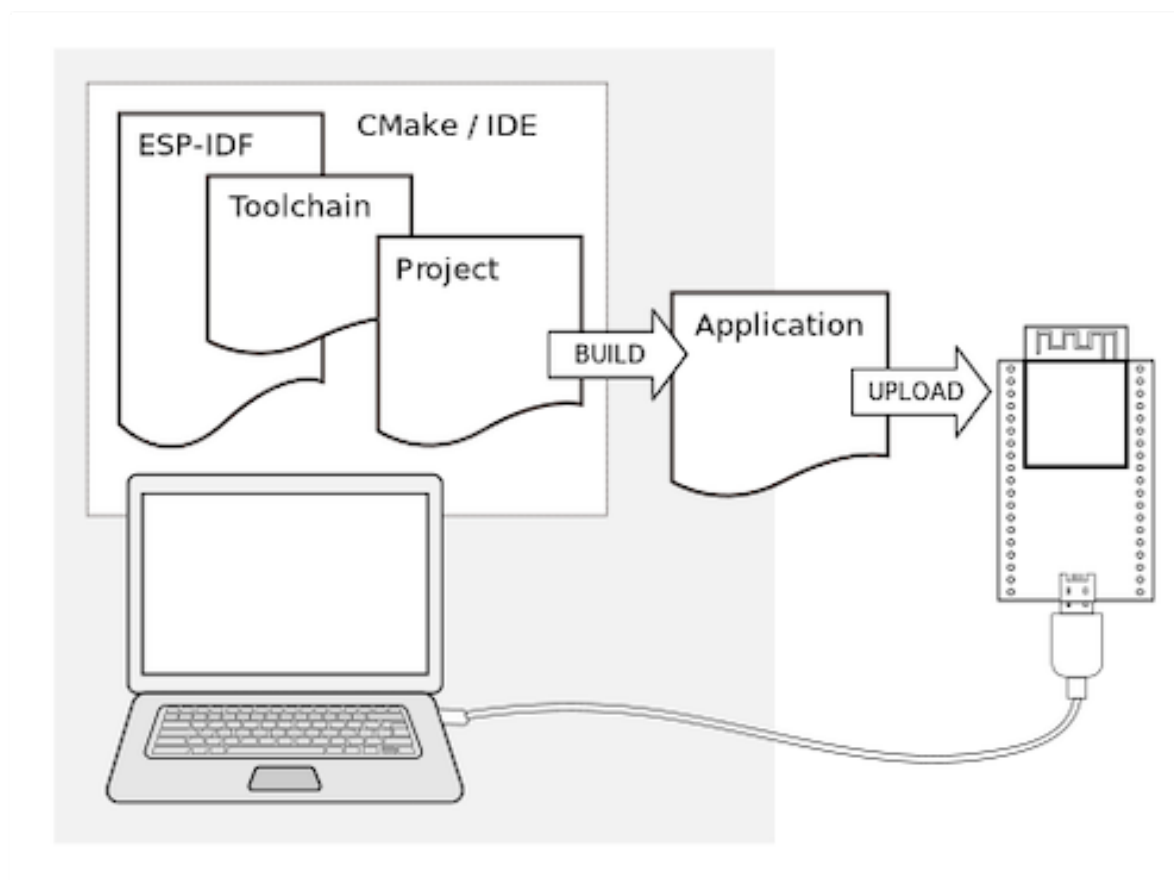 CMake / IDE
ESP-IDF
Toolchain
Project
BUILD
Application
UPLOAD